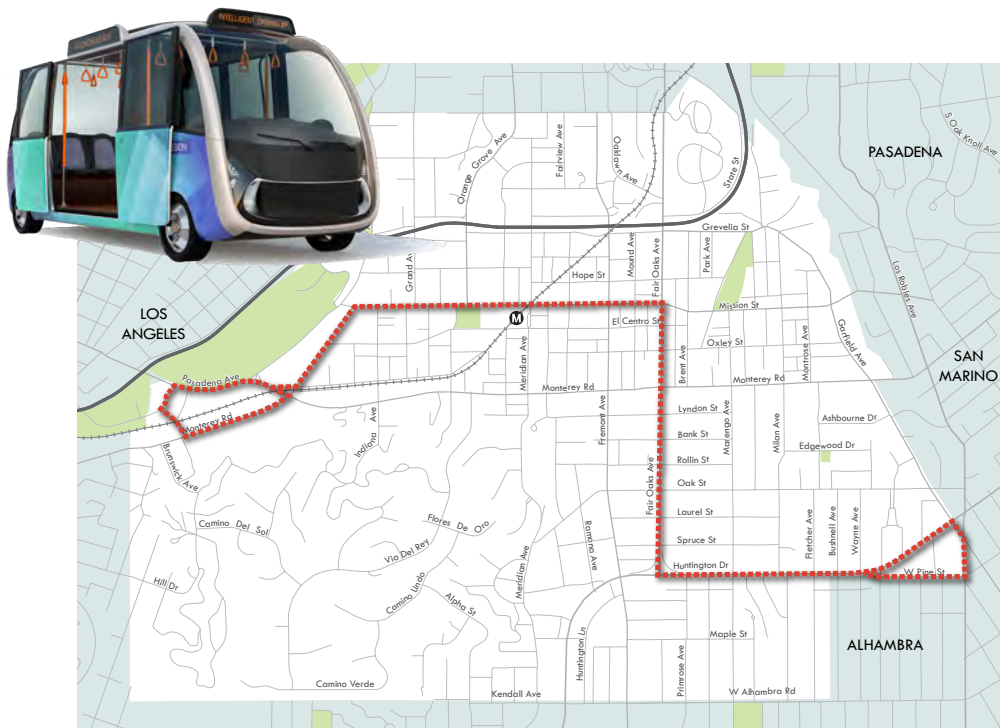 INTELLIGENT DRIVING
PASADENA
S Oak Knoll Ave
Orange Grove Ave
Fairview Ave
Oaklawn Ave
State St
Grevelia St
Grand Av
Mound Ave
Fair Oaks Ave
Park Ave
Los Robles Ave
Hope St
Mission St
LOS
ANGELES
M
El Centro St
Oxley St
Montrose Ave
Garfield Ave
SAN
MARINO
Meridian Ave
Brent Ave
Pasadena Ave
Monterey Rd
Monterey Rd
Monterey Rd
Indiana Ave
Fremont Ave
Lyndon St
Marengo Ave
Milan Ave
Ashbourne Dr
Bank St
Edgewood Dr
Brunswick Ave
Rollin St
Fair Oaks Ave
Oak St
Camino Del Sol
Flores De Oro
Laurel St
Fletcher Ave
Bushnell Ave
Wayne Ave
Via Del Rey
Ramona Ave
Spruce St
Meridian Ave
Huntington Dr
W Pine St
Hill Dr
Camino Lindo
Alpha St
Huntington Ln
Maple St
ALHAMBRA
Primrose Ave
Camino Verde
Kendall Ave
W Alhambra Rd